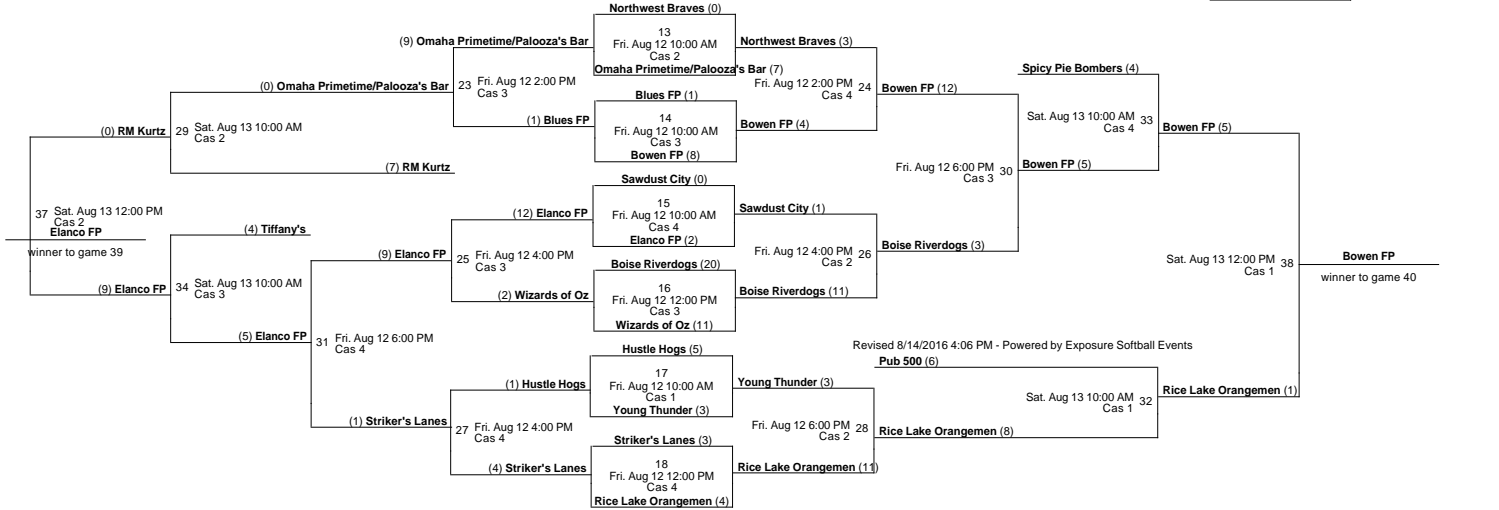 Northwest Braves (0)
13
Fri. Aug 12 10:00 AM
Cas 2
Omaha Primetime/Palooza's Bar (7)
(9) Omaha Primetime/Palooza's Bar
Northwest Braves (3)
23 Fri. Aug 12 2:00 PM
Cas 3
Fri. Aug 12 2:00 PM 24
Cas 4
(0) Omaha Primetime/Palooza's Bar
Blues FP (1)
14
Fri. Aug 12 10:00 AM
Cas 3
Bowen FP (8)
(1) Blues FP
Bowen FP (4)
Bowen FP (12)
Spicy Pie Bombers (4)
Sat. Aug 13 10:00 AM 33
Cas 4
Bowen FP (5)
(0) RM Kurtz
29 Sat. Aug 13 10:00 AM
Cas 2
(7) RM Kurtz
Fri. Aug 12 6:00 PM 30
Cas 3
Bowen FP (5)
Sawdust City (0)
15
Fri. Aug 12 10:00 AM
Cas 4
Elanco FP (2)
(12) Elanco FP
Sawdust City (1)
37 Sat. Aug 13 12:00 PM
Cas 2
Elanco FP
winner to game 39
(4) Tiffany's
(9) Elanco FP
25 Fri. Aug 12 4:00 PM
Cas 3
Fri. Aug 12 4:00 PM 26
Cas 2
Boise Riverdogs (3)
Boise Riverdogs (20)
16
Fri. Aug 12 12:00 PM
Cas 3
Wizards of Oz (11)
(2) Wizards of Oz
Boise Riverdogs (11)
Sat. Aug 13 12:00 PM 38
Cas 1
Bowen FP
winner to game 40
(9) Elanco FP
34 Sat. Aug 13 10:00 AM
Cas 3
(5) Elanco FP
31 Fri. Aug 12 6:00 PM
Cas 4
Revised 8/14/2016 4:06 PM - Powered by Exposure Softball Events
Hustle Hogs (5)
17
Fri. Aug 12 10:00 AM
Cas 1
Young Thunder (3)
(1) Hustle Hogs
Young Thunder (3)
Pub 500 (6)
Sat. Aug 13 10:00 AM 32
Cas 1
Rice Lake Orangemen (1)
(1) Striker's Lanes
27 Fri. Aug 12 4:00 PM
Cas 4
Fri. Aug 12 6:00 PM 28
Cas 2
Rice Lake Orangemen (8)
Striker's Lanes (3)
18
Fri. Aug 12 12:00 PM
Cas 4
Rice Lake Orangemen (4)
(4) Striker's Lanes
Rice Lake Orangemen (11)